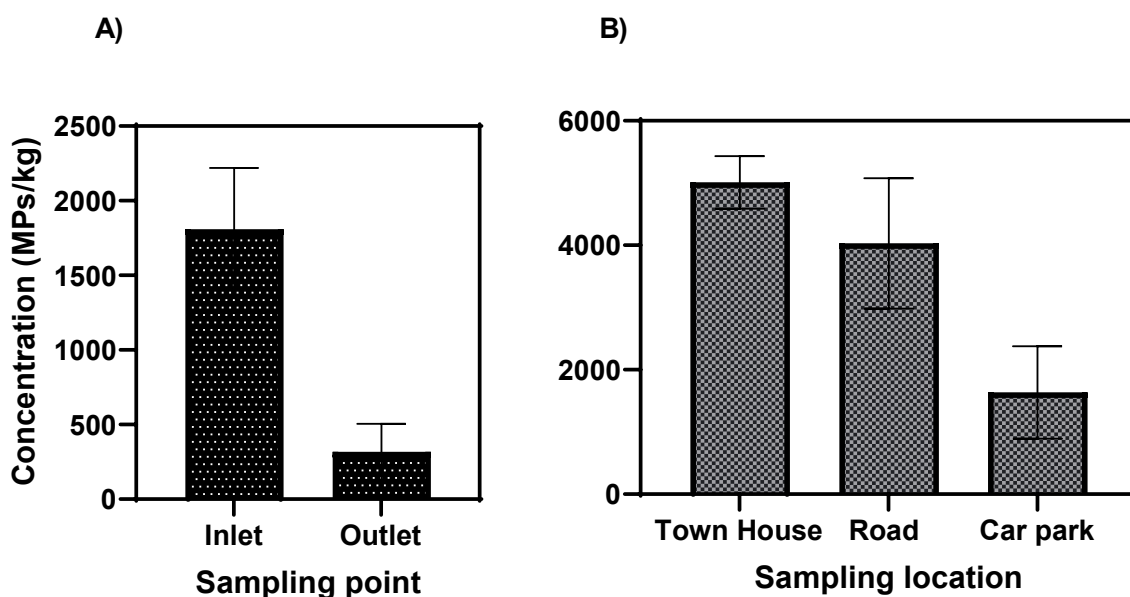 A)
Concentration (MPs/kg)
2500
2000
1500
1000
500
0
Inlet Outlet
Sampling point
B)
6000
4000
2000
0
Town House Road Car park
Sampling location